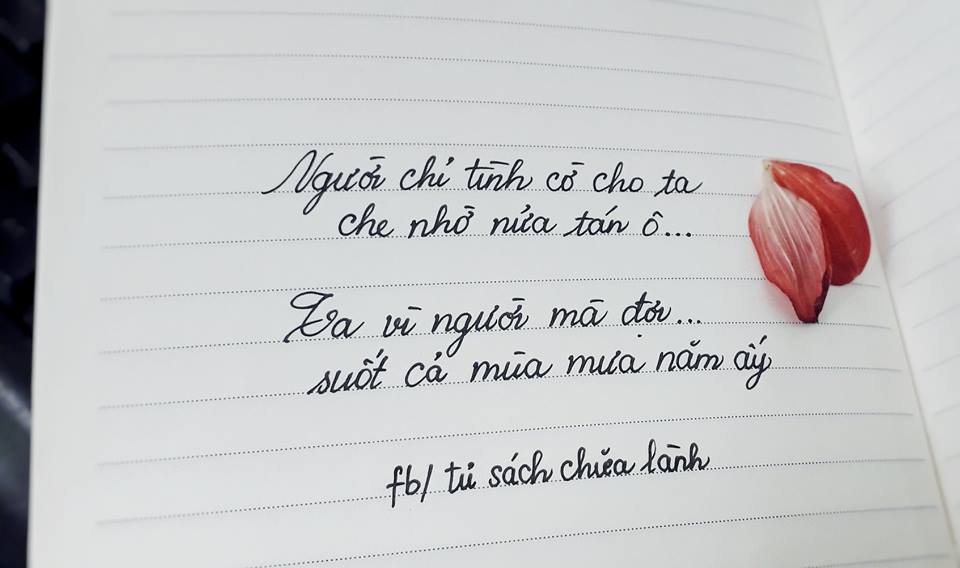 Người chỉ tình cờ cho ta
che nhờ nửa tán ô...
Ta vì người mà đợi...
suốt cả mùa mưa năm ấy
fb/ tủ sách chữa lành